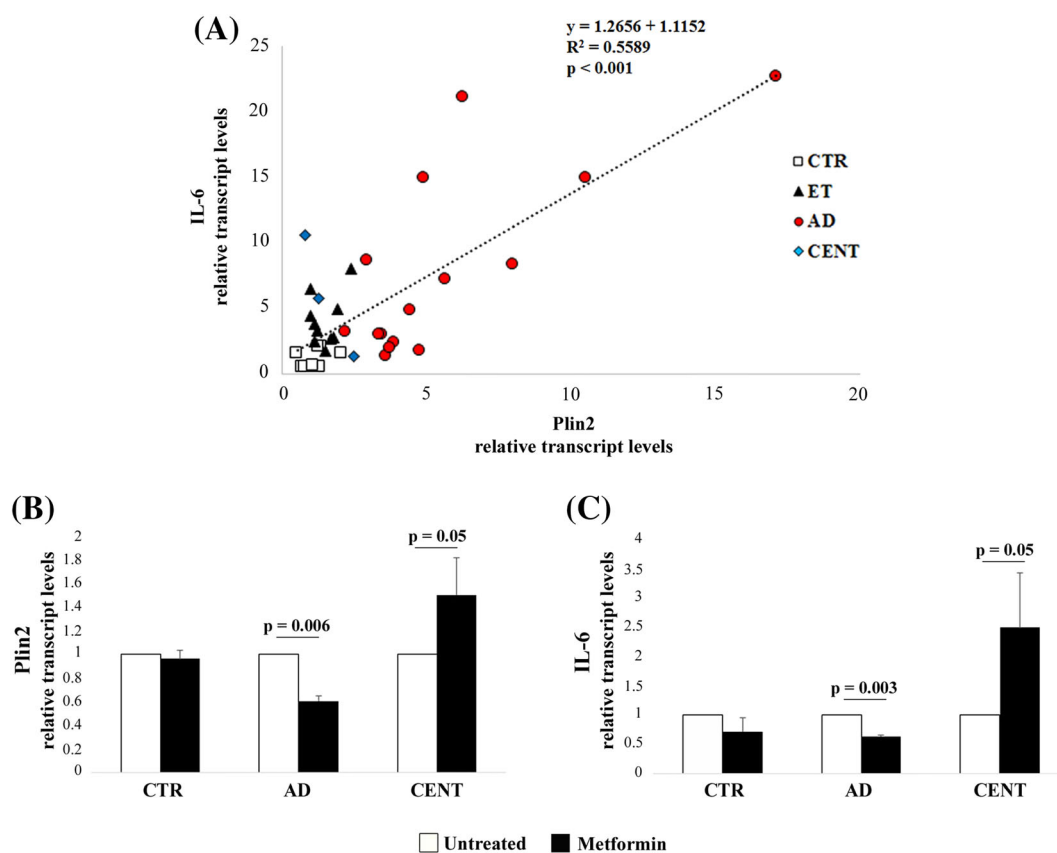 (A)
y = 1.2656 + 1.1152
R² = 0.5589
p < 0.001
25
20
15
10
5
0
IL-6
relative transcript levels
0 5 10 15 20
Plin2
relative transcript levels
CTR
ET
AD
CENT
(B)
Plin2
relative transcript levels
2
1.8
1.6
1.4
1.2
1
0.8
0.6
0.4
0.2
0
p = 0.006
p = 0.05
CTR AD CENT
(C)
IL-6
relative transcript levels
4
3.5
3
2.5
2
1.5
1
0.5
0
p = 0.003
p = 0.05
CTR AD CENT
Untreated Metformin